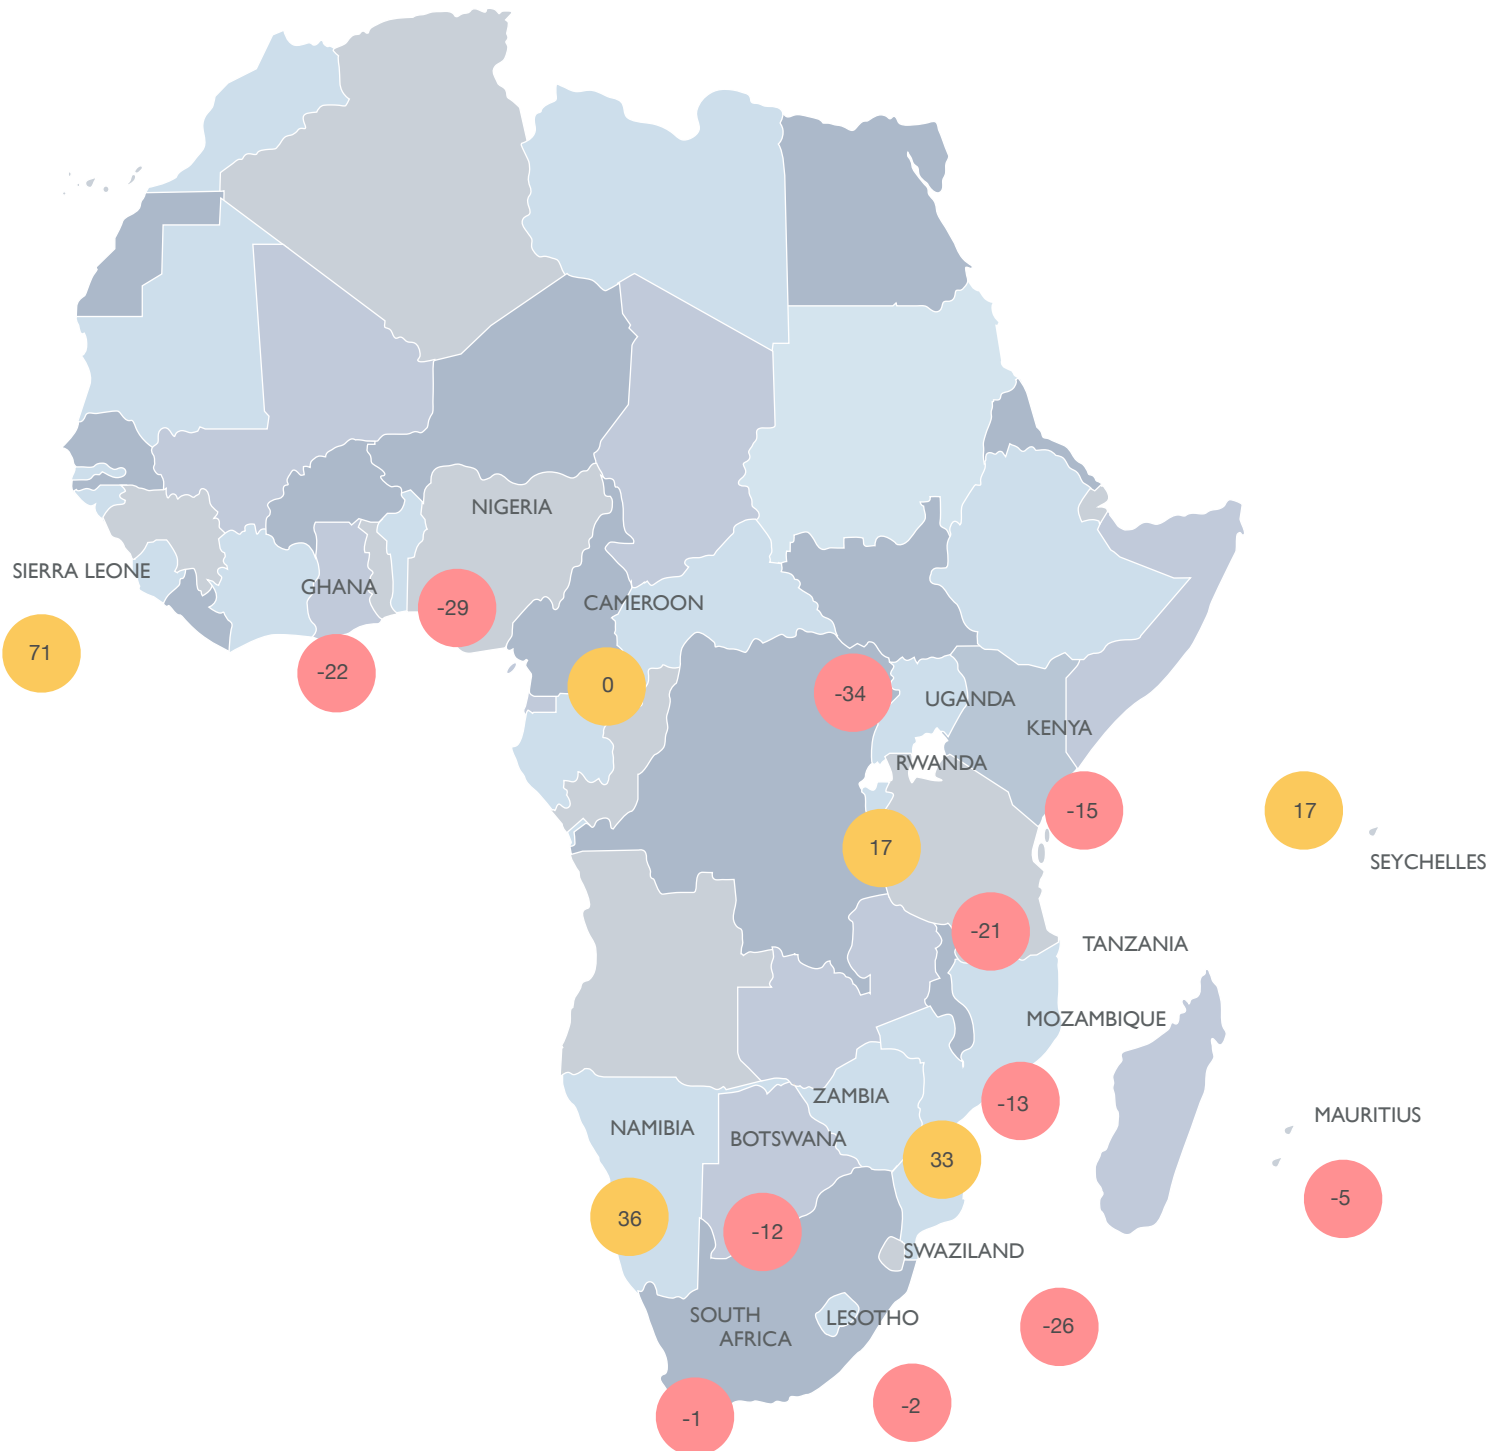 NIGERIA
SIERRA LEONE
GHANA
-29
CAMEROON
71
-22
0
-34
UGANDA
KENYA
RWANDA
-15
17
17
SEYCHELLES
-21
TANZANIA
MOZAMBIQUE
ZAMBIA
-13
MAURITIUS
NAMIBIA
BOTSWANA
33
-5
36
-12
SWAZILAND
SOUTH
AFRICA
LESOTHO
-26
-2
-1